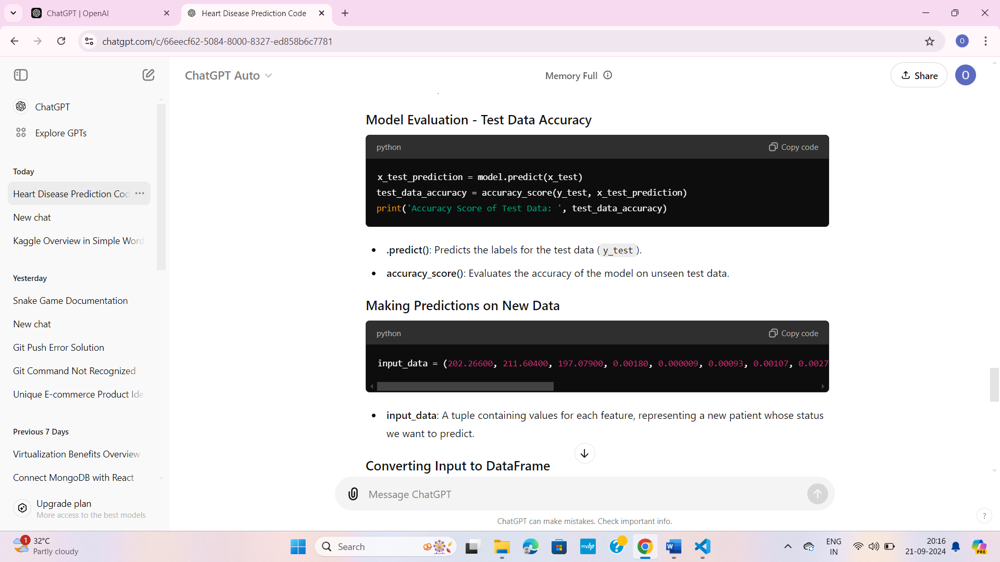 ChatGPT | OpenAI
Heart Disease Prediction Code
chatgpt.com/c/66eecf62-5084-8000-8327-ed858b6c7781
O
ChatGPT Auto
Memory Full
Share
O
ChatGPT
Explore GPTs
Today
Heart Disease Prediction Cod
New chat
Kaggle Overview in Simple Word
Yesterday
Snake Game Documentation
New chat
Git Push Error Solution
Git Command Not Recognized
Unique E-commerce Product Ide
Previous 7 Days
Virtualization Benefits Overview
Connect MongoDB with React
Upgrade plan
More access to the best models
Model Evaluation - Test Data Accuracy
python
Copy code
x_test_prediction = model.predict(x_test)
test_data_accuracy = accuracy_score(y_test, x_test_prediction)
print('Accuracy Score of Test Data: ', test_data_accuracy)
• .predict(): Predicts the labels for the test data (y_test).
• accuracy_score(): Evaluates the accuracy of the model on unseen test data.
Making Predictions on New Data
python
Copy code
input_data = (202.26600, 211.60400, 197.07900, 0.00180, 0.000009, 0.00093, 0.00107, 0.0027
• input_data: A tuple containing values for each feature, representing a new patient whose status
we want to predict.
Converting Input to DataFrame
Message ChatGPT
ChatGPT can make mistakes. Check important info.
?
1
32°C
Partly cloudy
Search
myhp
ENG
IN
20:16
21-09-2024
PRE